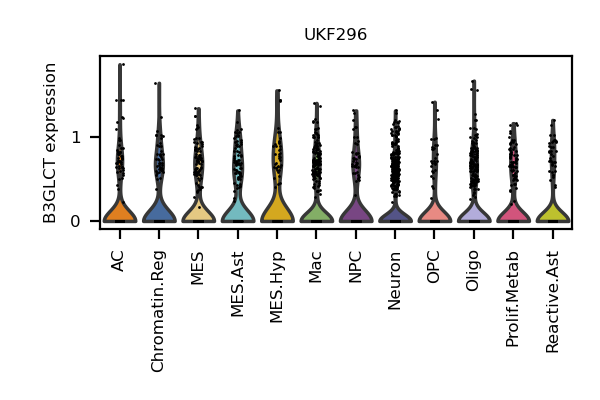 UKF296
B3GLCT expression
1
0
AC
Chromatin.Reg
MES
MES.Ast
MES.Hyp
Mac
NPC
Neuron
OPC
Oligo
Prolif.Metab
Reactive.Ast